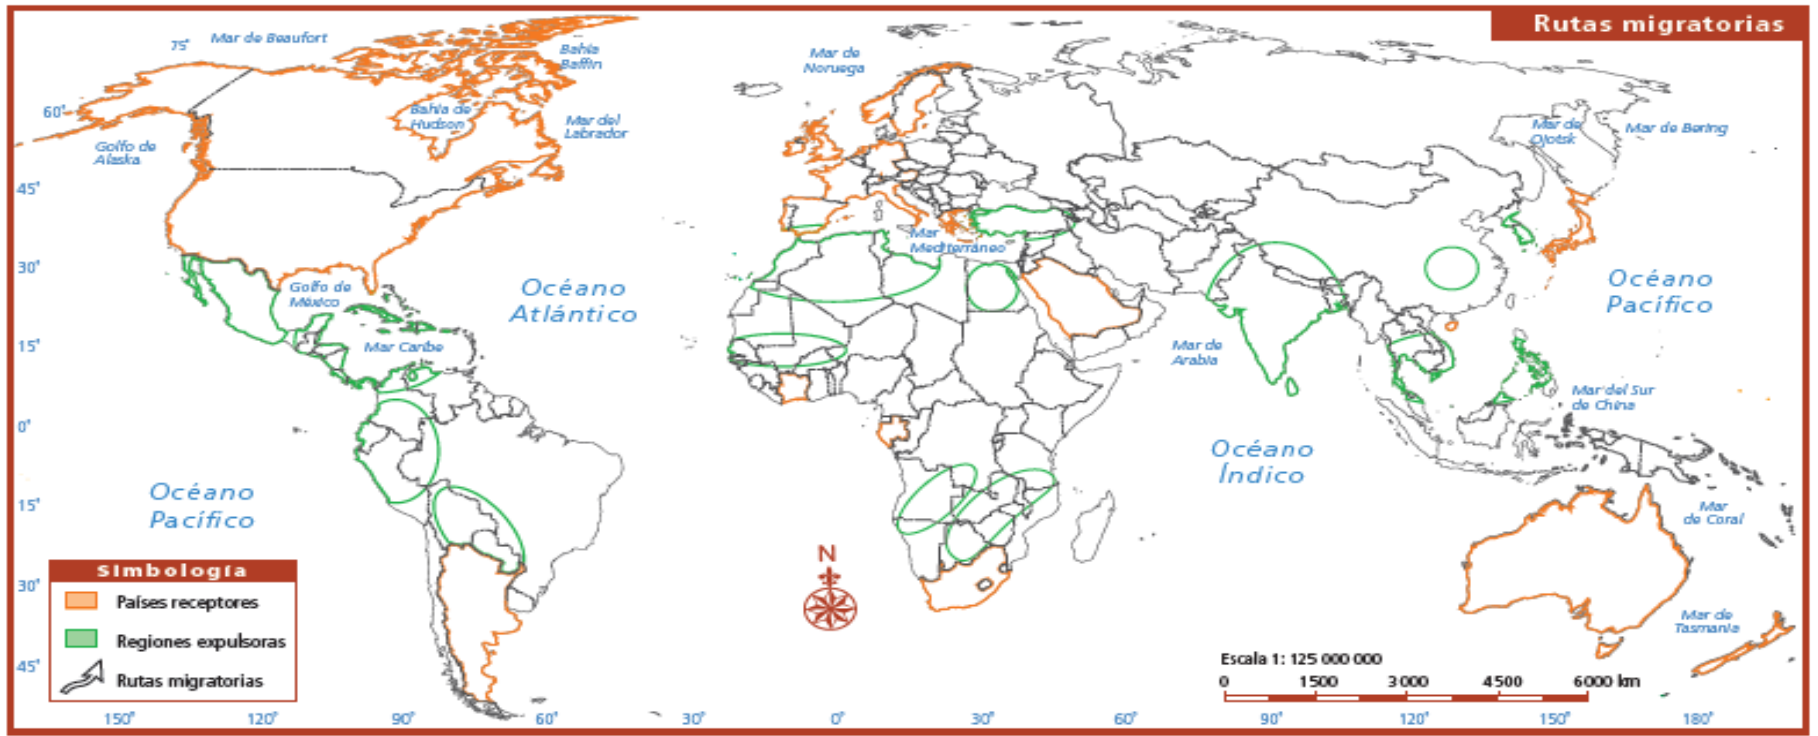 Rutas migratorias
75°
Mar de Beaufort
Bahía
Baffin
Mar de
Noruega
60°
Bahía de
Hudson
Mar del
Labrador
Golfo de
Alaska
Mar de
Ojotsk
Mar de Bering
45°
Mar
Mediterráneo
30°
Golfo de
México
Océano
Atlántico
Océano
Pacífico
15°
Mar Caribe
Mar de
Arabia
Mar del Sur
de China
0°
Océano
Índico
Océano
Pacífico
15°
Mar
de Coral
N
Simbología
30°
Países receptores
Regiones expulsoras
Rutas migratorias
Mar de
Tasmania
45°
Escala 1: 125 000 000
0 1500 3000 4500 6000 km
150° 120° 90° 60° 30° 0° 30° 60° 90° 120° 150° 180°